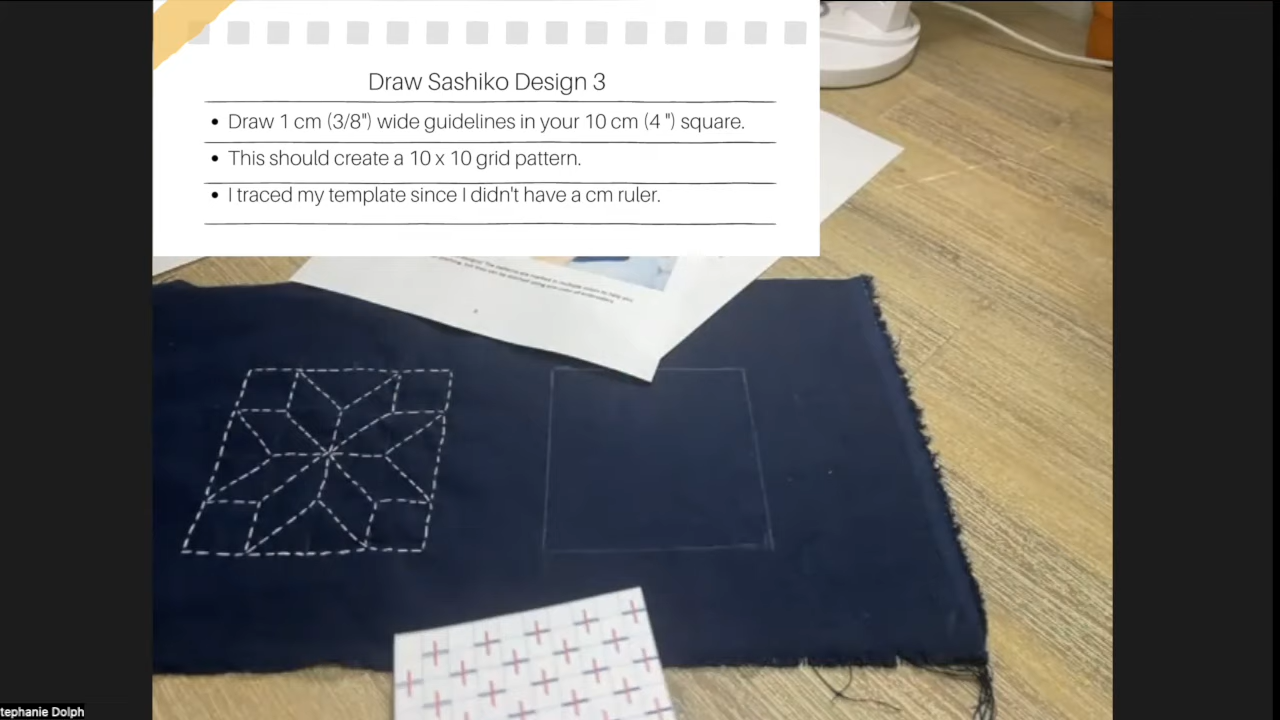 Draw Sashiko Design 3
• Draw 1 cm (3/8") wide guidelines in your 10 cm (4 ") square.
• This should create a 10 x 10 grid pattern.
• I traced my template since I didn't have a cm ruler.
tephanie Dolph